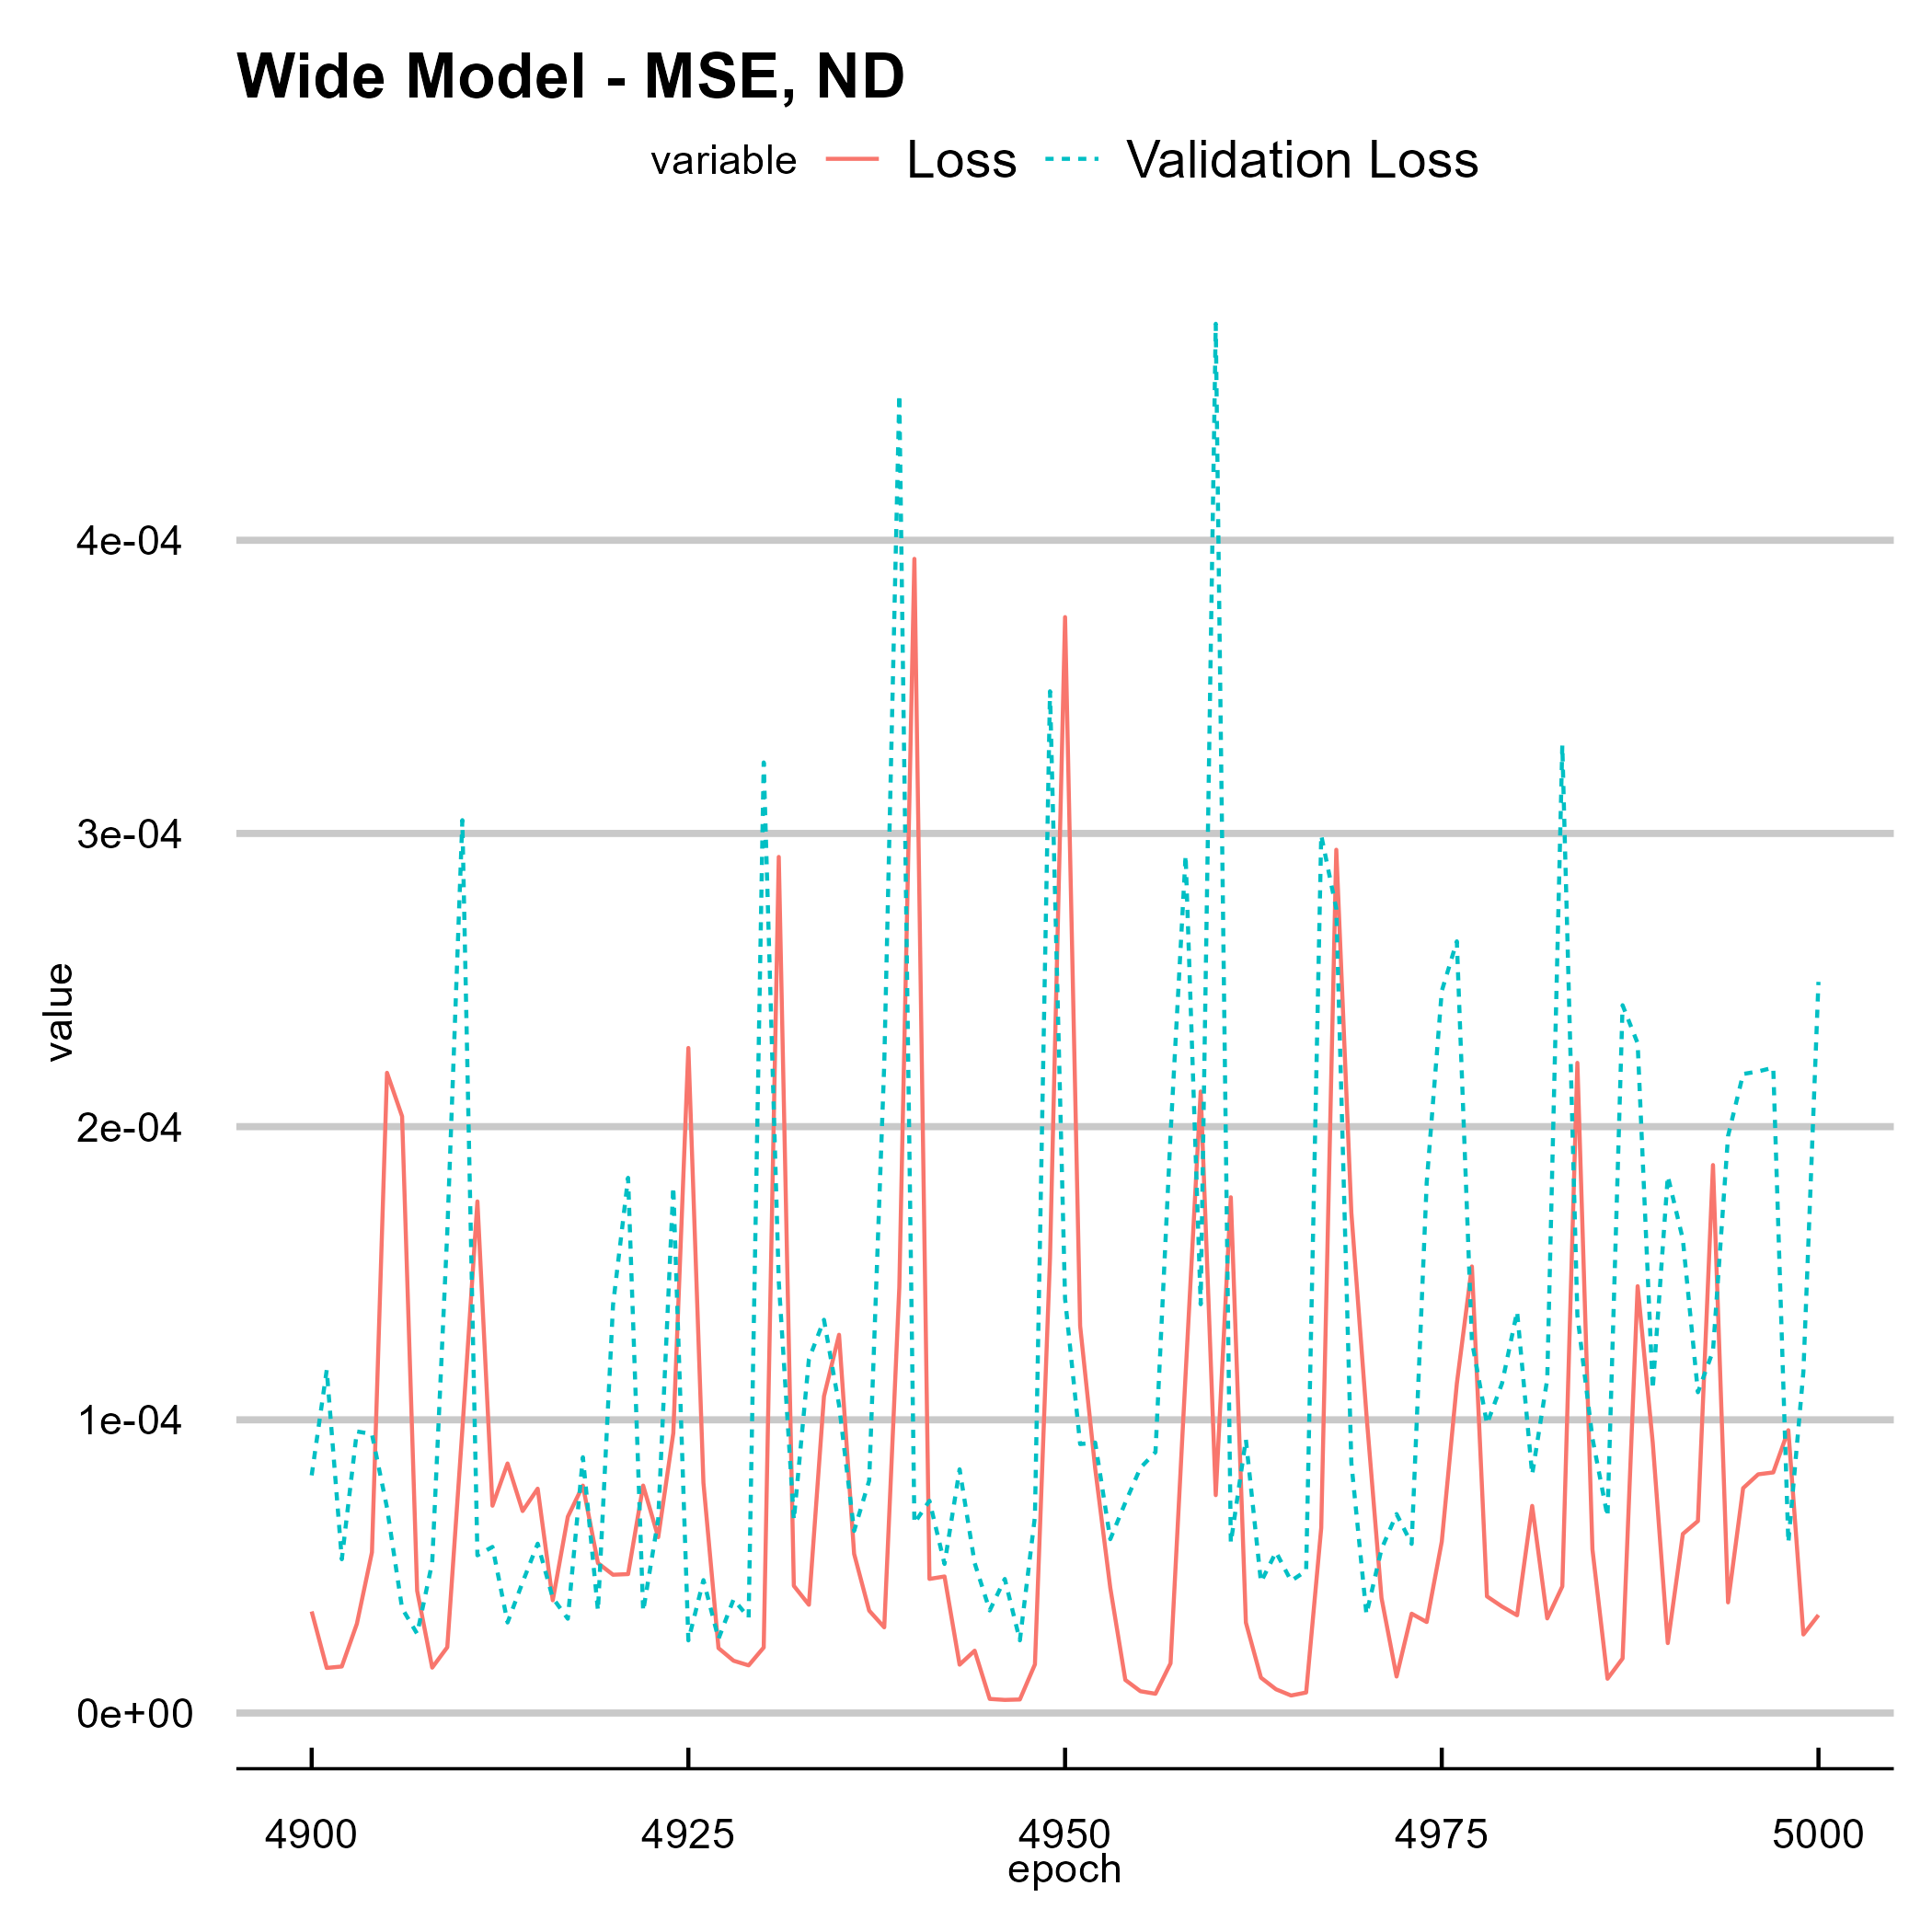 Wide Model - MSE, ND
variable Loss Validation Loss
4e-04
3e-04
value
2e-04
1e-04
0e+00
4900 4925 4950 4975 5000
epoch